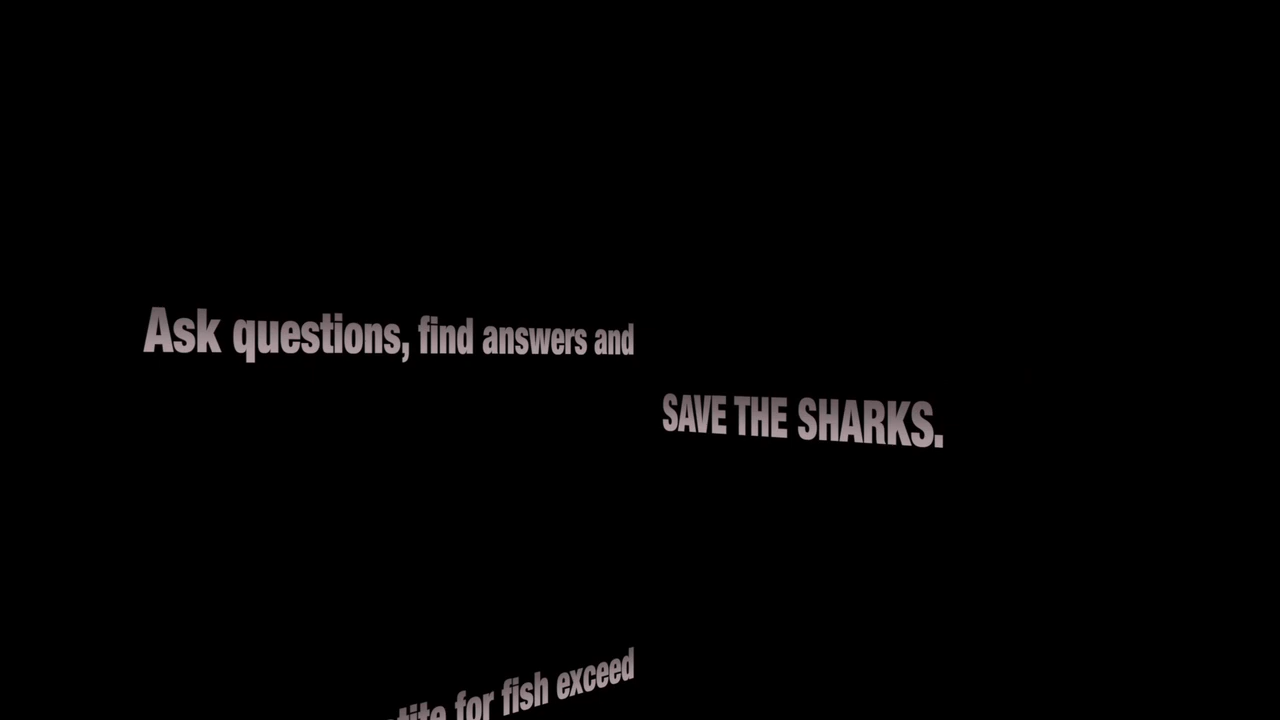 Ask questions, find answers and
SAVE THE SHARKS.
for fish exceed